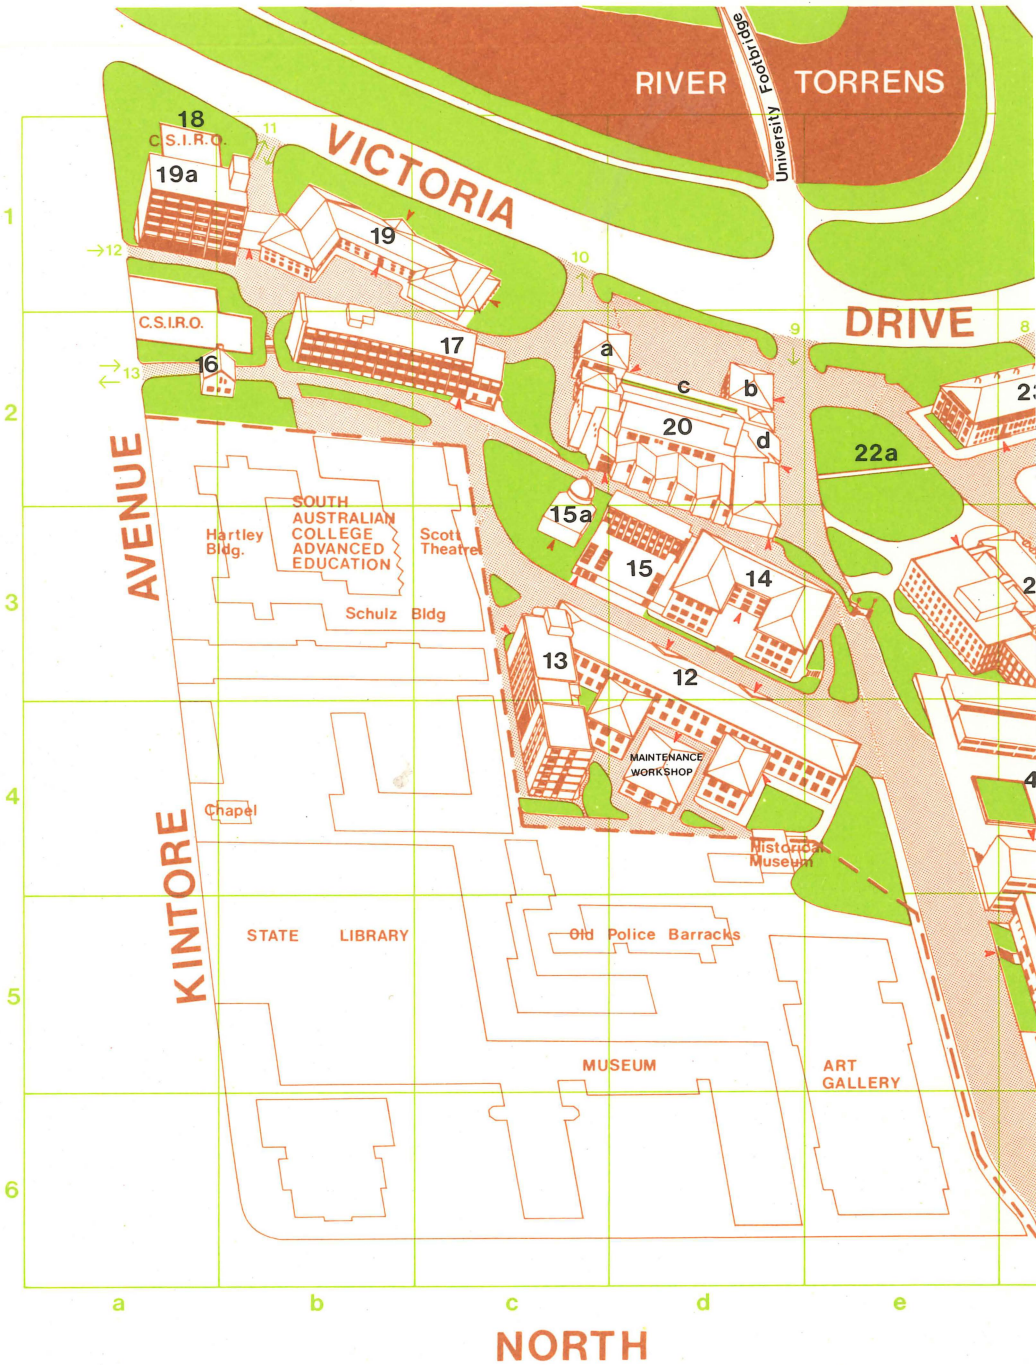 RIVER TORRENS
University Footbridge
VICTORIA
DRIVE
18
C.S.I.R.O.
11
19a
19
1
12
10
C.S.I.R.O.
17
9
8
16
13
a
c
b
20
d
2
22a
AVENUE
SOUTH
AUSTRALIAN
COLLEGE
ADVANCED
EDUCATION
Hartley
Bldg.
Scott
Theatre
15a
15
14
3
Schulz Bldg
13
12
MAINTENANCE
WORKSHOP
4
4
Chapel
Historical
Museum
KINTORE
STATE LIBRARY
Old Police Barracks
5
MUSEUM
ART
GALLERY
6
a
b
c
d
e
NORTH